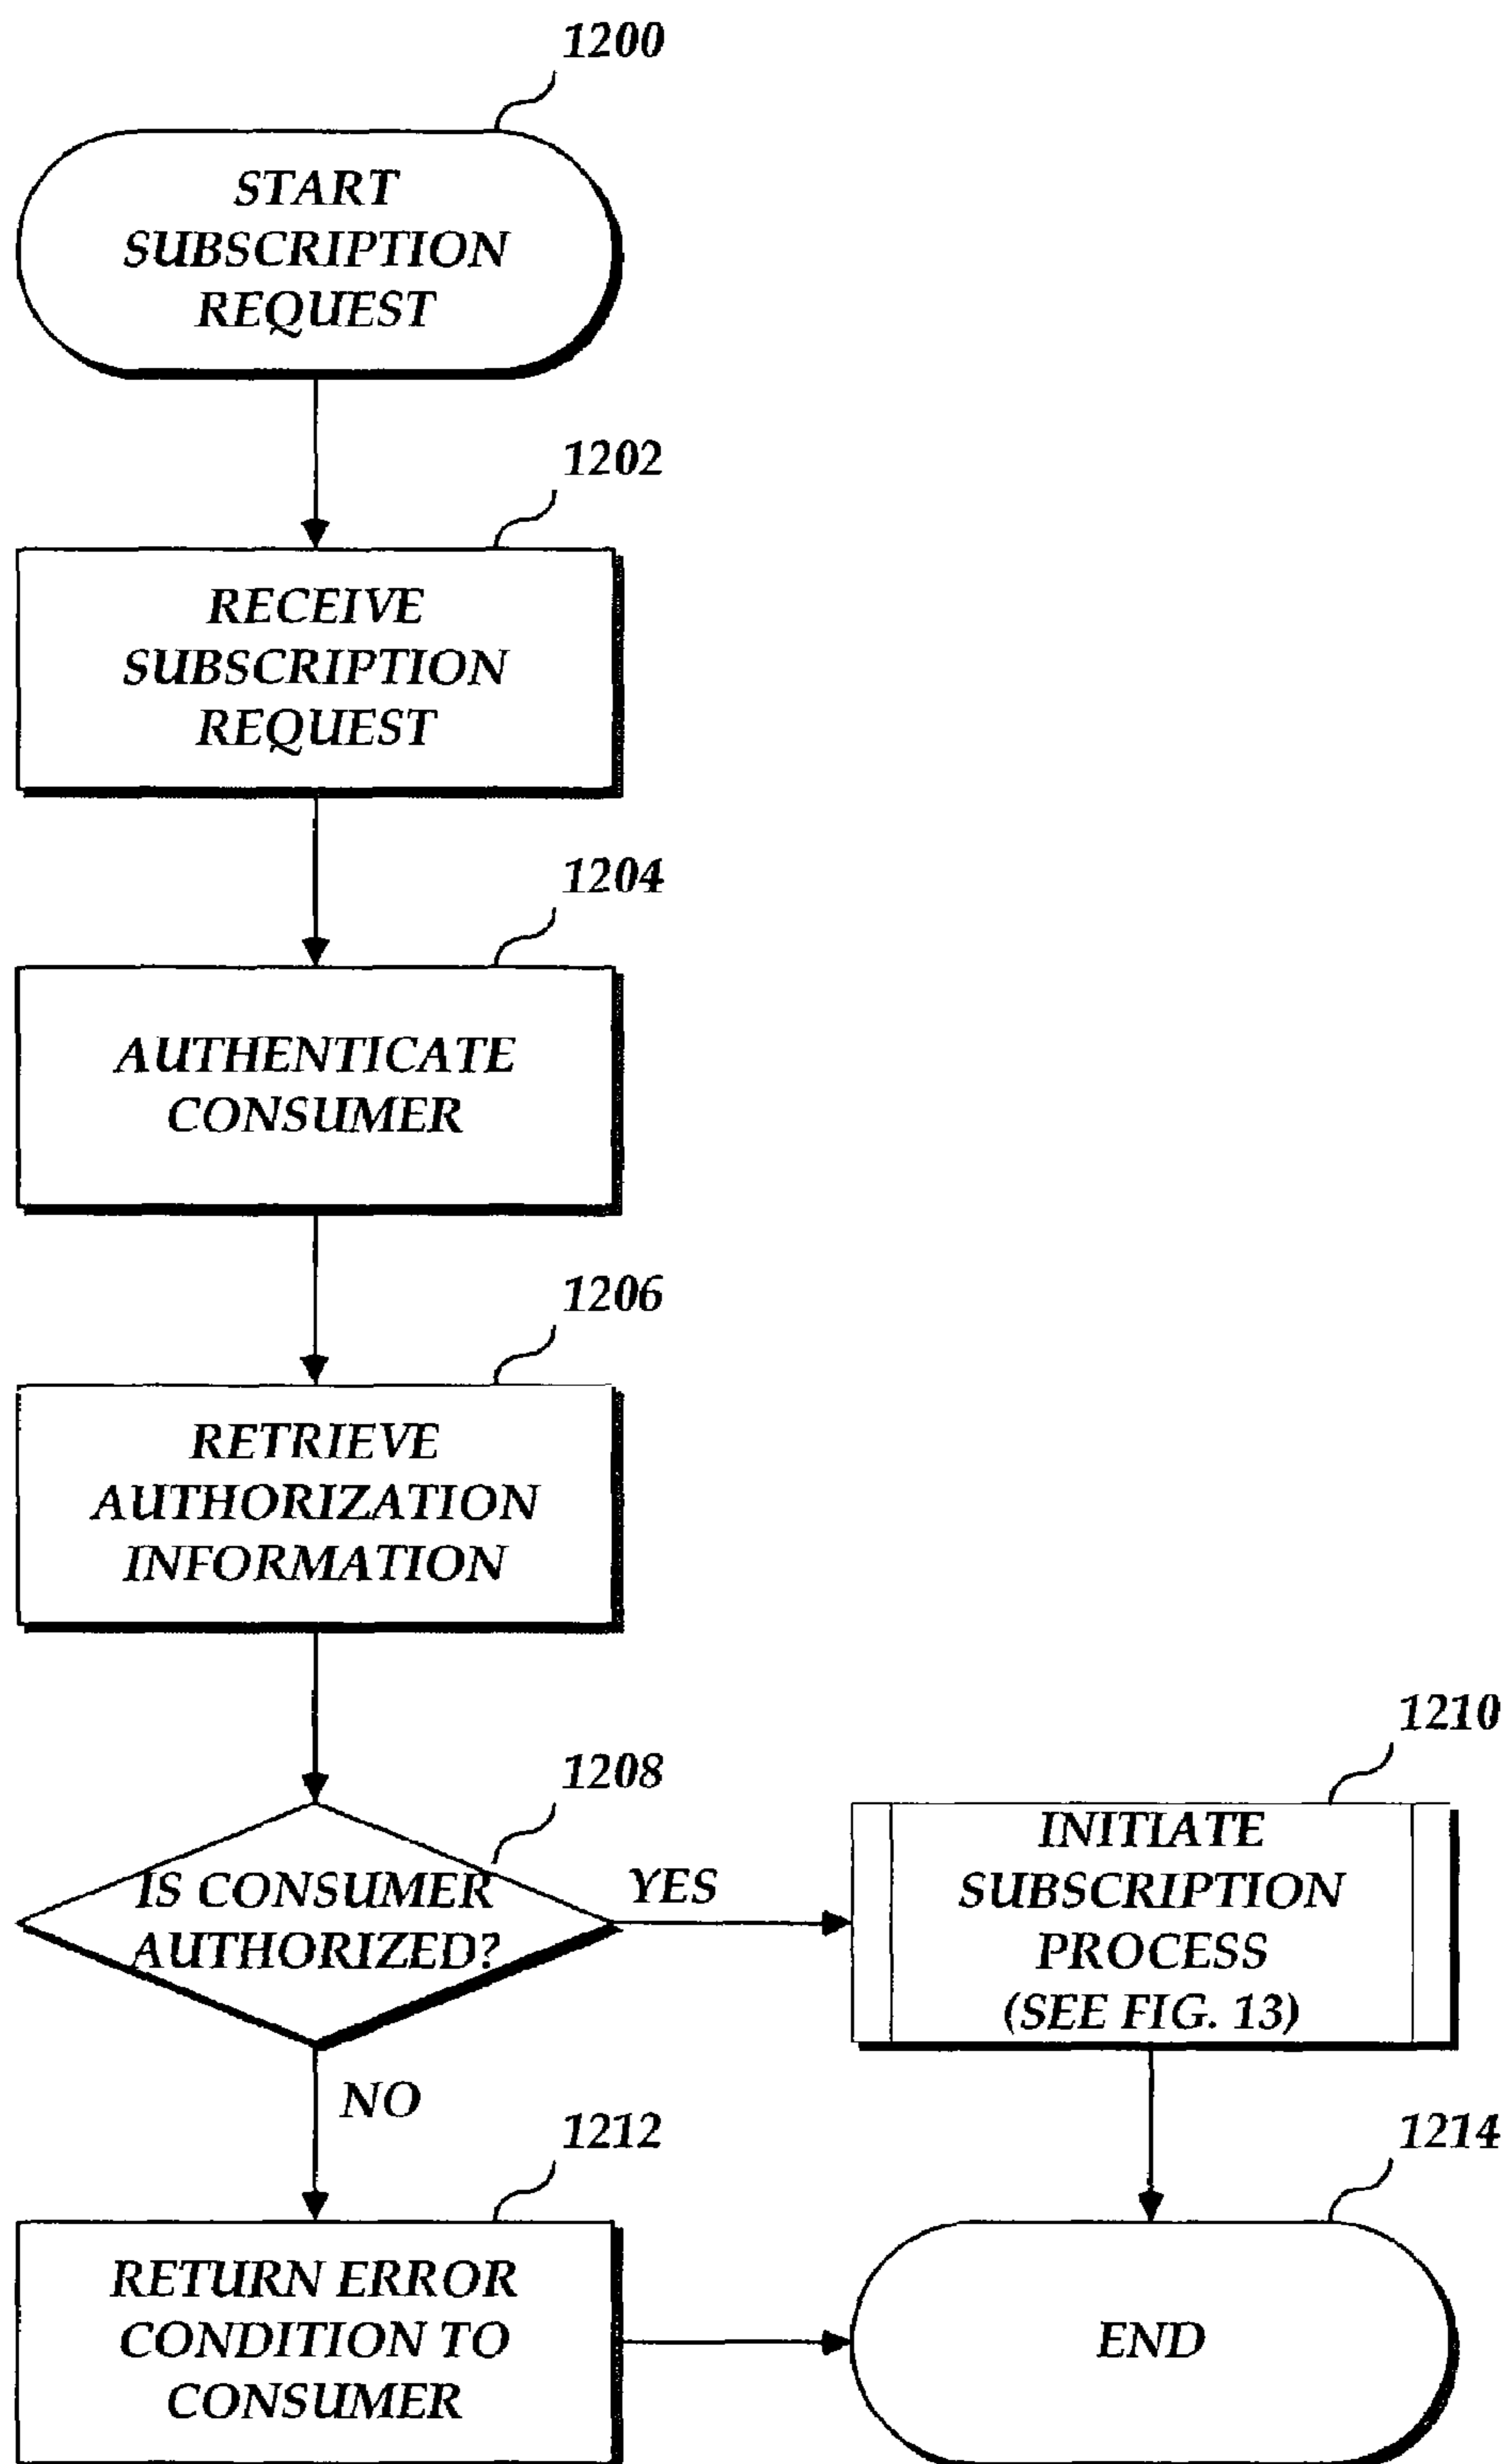 1200
START
SUBSCRIPTION
REQUEST
1202
RECEIVE
SUBSCRIPTION
REQUEST
1204
AUTHENTICATE
CONSUMER
1206
RETRIEVE
AUTHORIZATION
INFORMATION
1208
IS CONSUMER
AUTHORIZED?
YES
1210
INITIATE
SUBSCRIPTION
PROCESS
(SEE FIG. 13)
NO
1212
RETURN ERROR
CONDITION TO
CONSUMER
1214
END